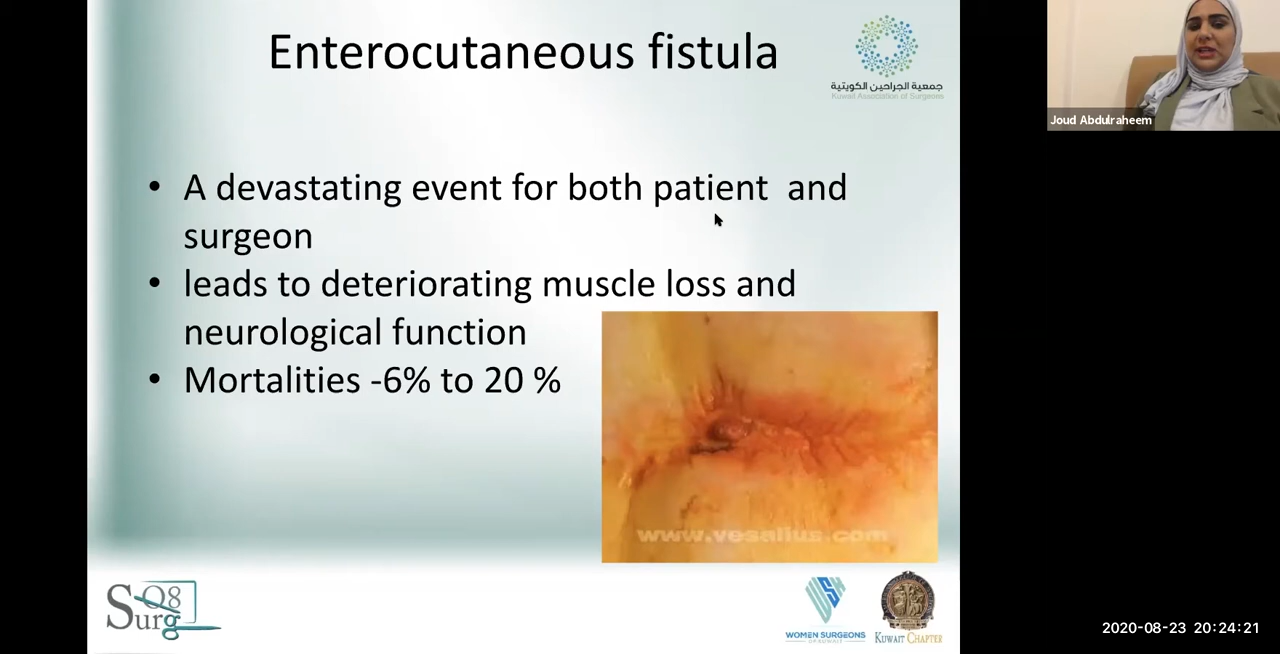 Enterocutaneous fistula
جمعية الجراحين الكويتية
Kuwait Association of Surgeons
Joud Abdulraheem
• A devastating event for both patient and
surgeon
• leads to deteriorating muscle loss and
neurological function
• Mortalities -6% to 20 %
www.vesalius.com
Q8
Surg
WOMEN SURGEONS
OF KUWAIT
KUWAIT CHAPTER
2020-08-23 20:24:21